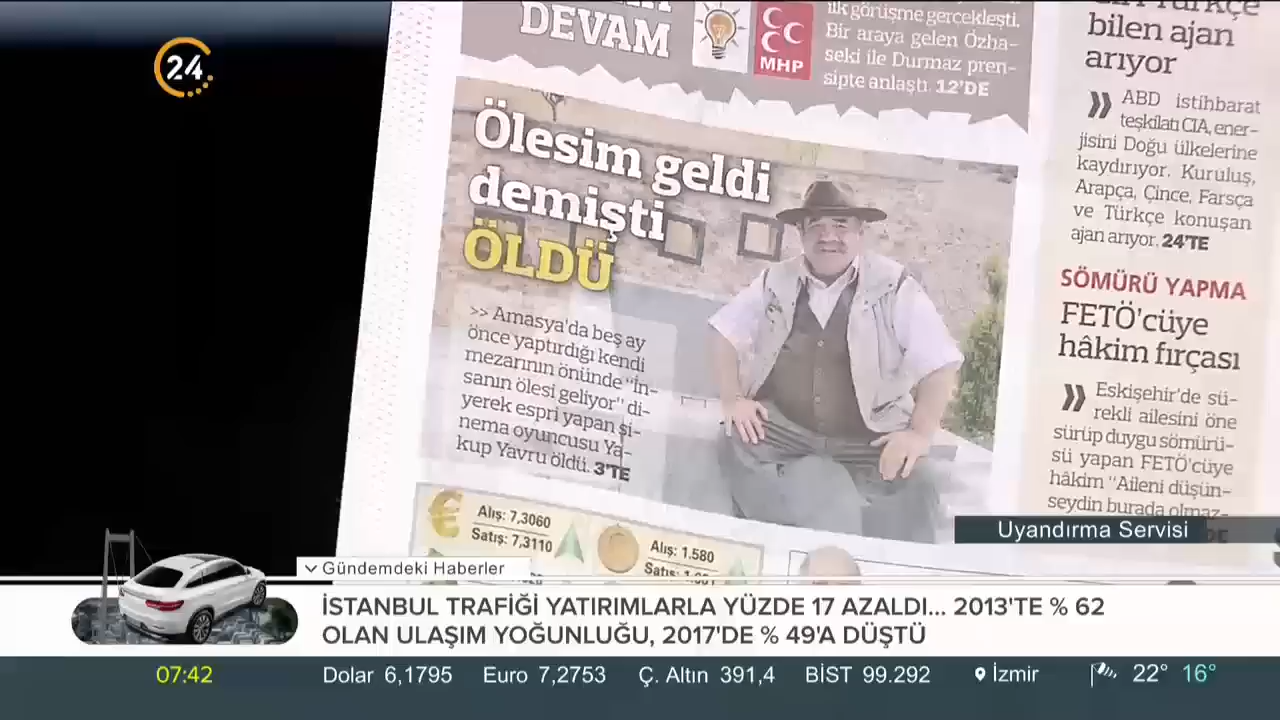 24
DEVAM
MHP
ilk görüşme gerçekleşti.
Bir araya gelen Özha-
seki ile Durmaz pren-
sipte anlaştı. 12'DE
bilen ajan
arıyor
ABD istihbarat
teşkilatı CIA, ener-
jisini Doğu ülkelerine
kaydırıyor. Kuruluş,
Arapça, Çince, Farsça
ve Türkçe konuşan
ajan arıyor. 24'TE
SÖMÜRÜ YAPMA
FETÖ'cüye
hâkim fırçası
Eskişehir'de sü-
rekli ailesini öne
sürüp duygu sömürü-
sü yapan FETÖ'cüye
hâkim "Aileni düşün-
seydin burada olmaz-
Ölesim geldi
demişti
ÖLDÜ
>> Amasya'da beş ay
önce yaptırdığı kendi
mezarının önünde "İn-
sanın ölesi geliyor" di-
yerek espri yapan si-
nema oyuncusu Ya-
kup Yavru öldü. 3'TE
€ Alış: 7,3060
Satış: 7,3110
Alış: 1.580
Uyandırma Servisi
Gündemdeki Haberler
İSTANBUL TRAFİĞİ YATIRIMLARLA YÜZDE 17 AZALDI... 2013'TE % 62
OLAN ULAŞIM YOĞUNLUĞU, 2017'DE % 49'A DÜŞTÜ
07:42 Dolar 6,1795 Euro 7,2753 Ç. Altın 391,4 BİST 99.292 İzmir 22° 16°